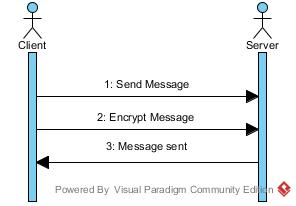 Client Server
1: Send Message
2: Encrypt Message
3: Message sent
Powered By Visual Paradigm Community Edition